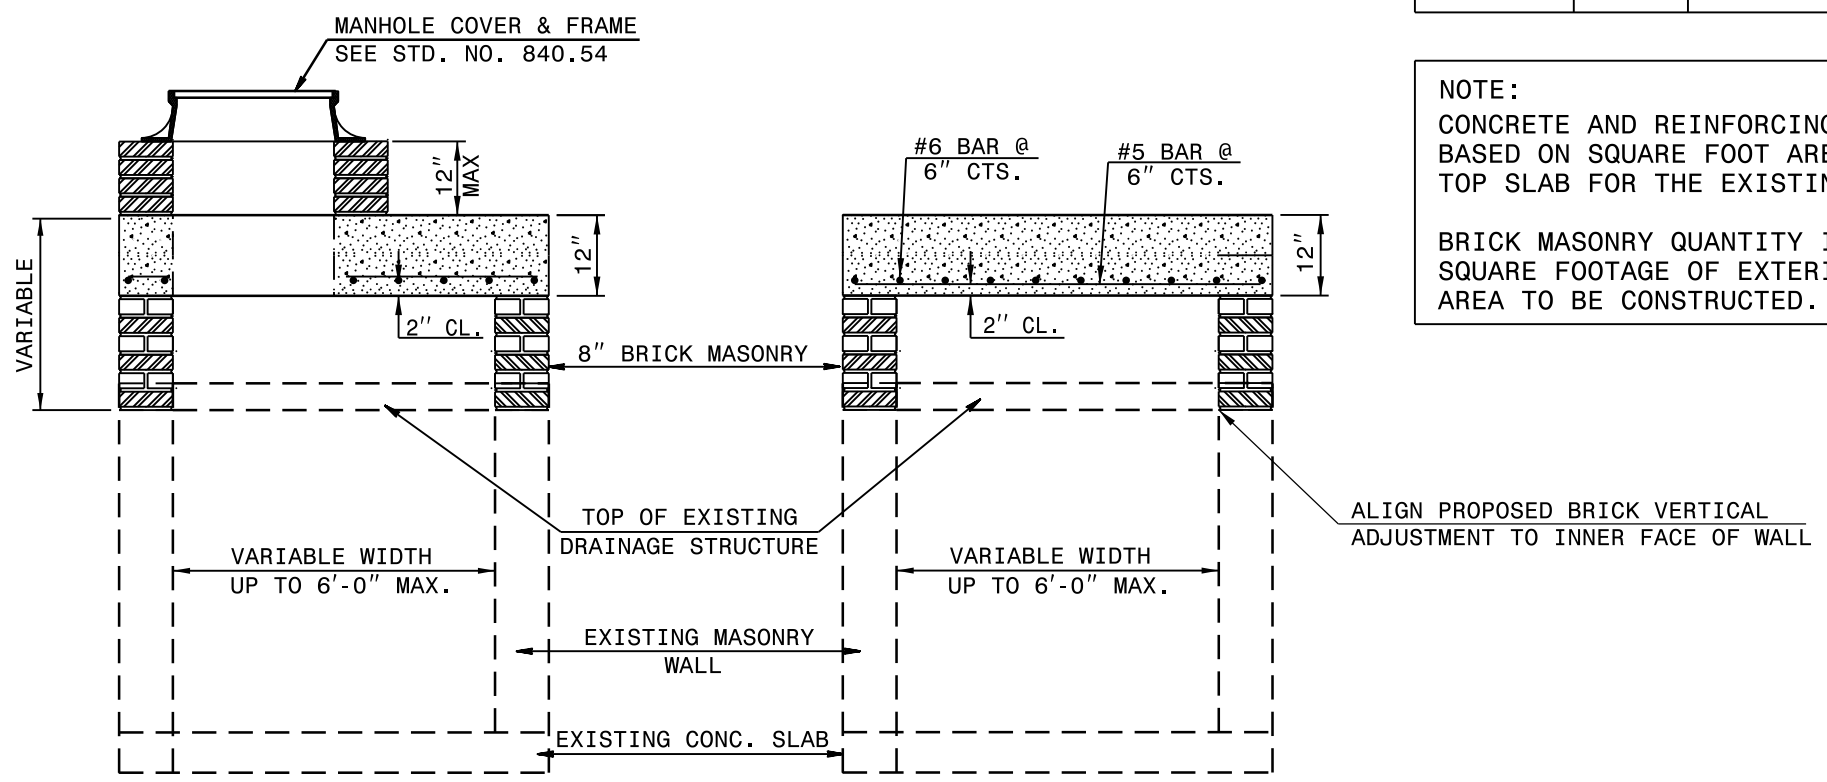 MANHOLE COVER & FRAME
SEE STD. NO. 840.54
12" MAX
12"
VARIABLE
2" CL.
#6 BAR @
6" CTS.
#5 BAR @
6" CTS.
12"
2" CL.
8" BRICK MASONRY
TOP OF EXISTING
DRAINAGE STRUCTURE
VARIABLE WIDTH
UP TO 6'-0" MAX.
VARIABLE WIDTH
UP TO 6'-0" MAX.
ALIGN PROPOSED BRICK VERTICAL
ADJUSTMENT TO INNER FACE OF WALL
EXISTING MASONRY
WALL
EXISTING CONC. SLAB
NOTE:
CONCRETE AND REINFORCING
BASED ON SQUARE FOOT ARE
TOP SLAB FOR THE EXISTIN
BRICK MASONRY QUANTITY I
SQUARE FOOTAGE OF EXTERI
AREA TO BE CONSTRUCTED.